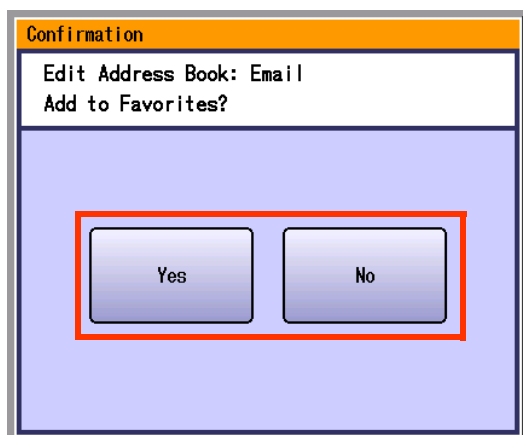 Confirmation
Edit Address Book: Email
Add to Favorites?
Yes
No